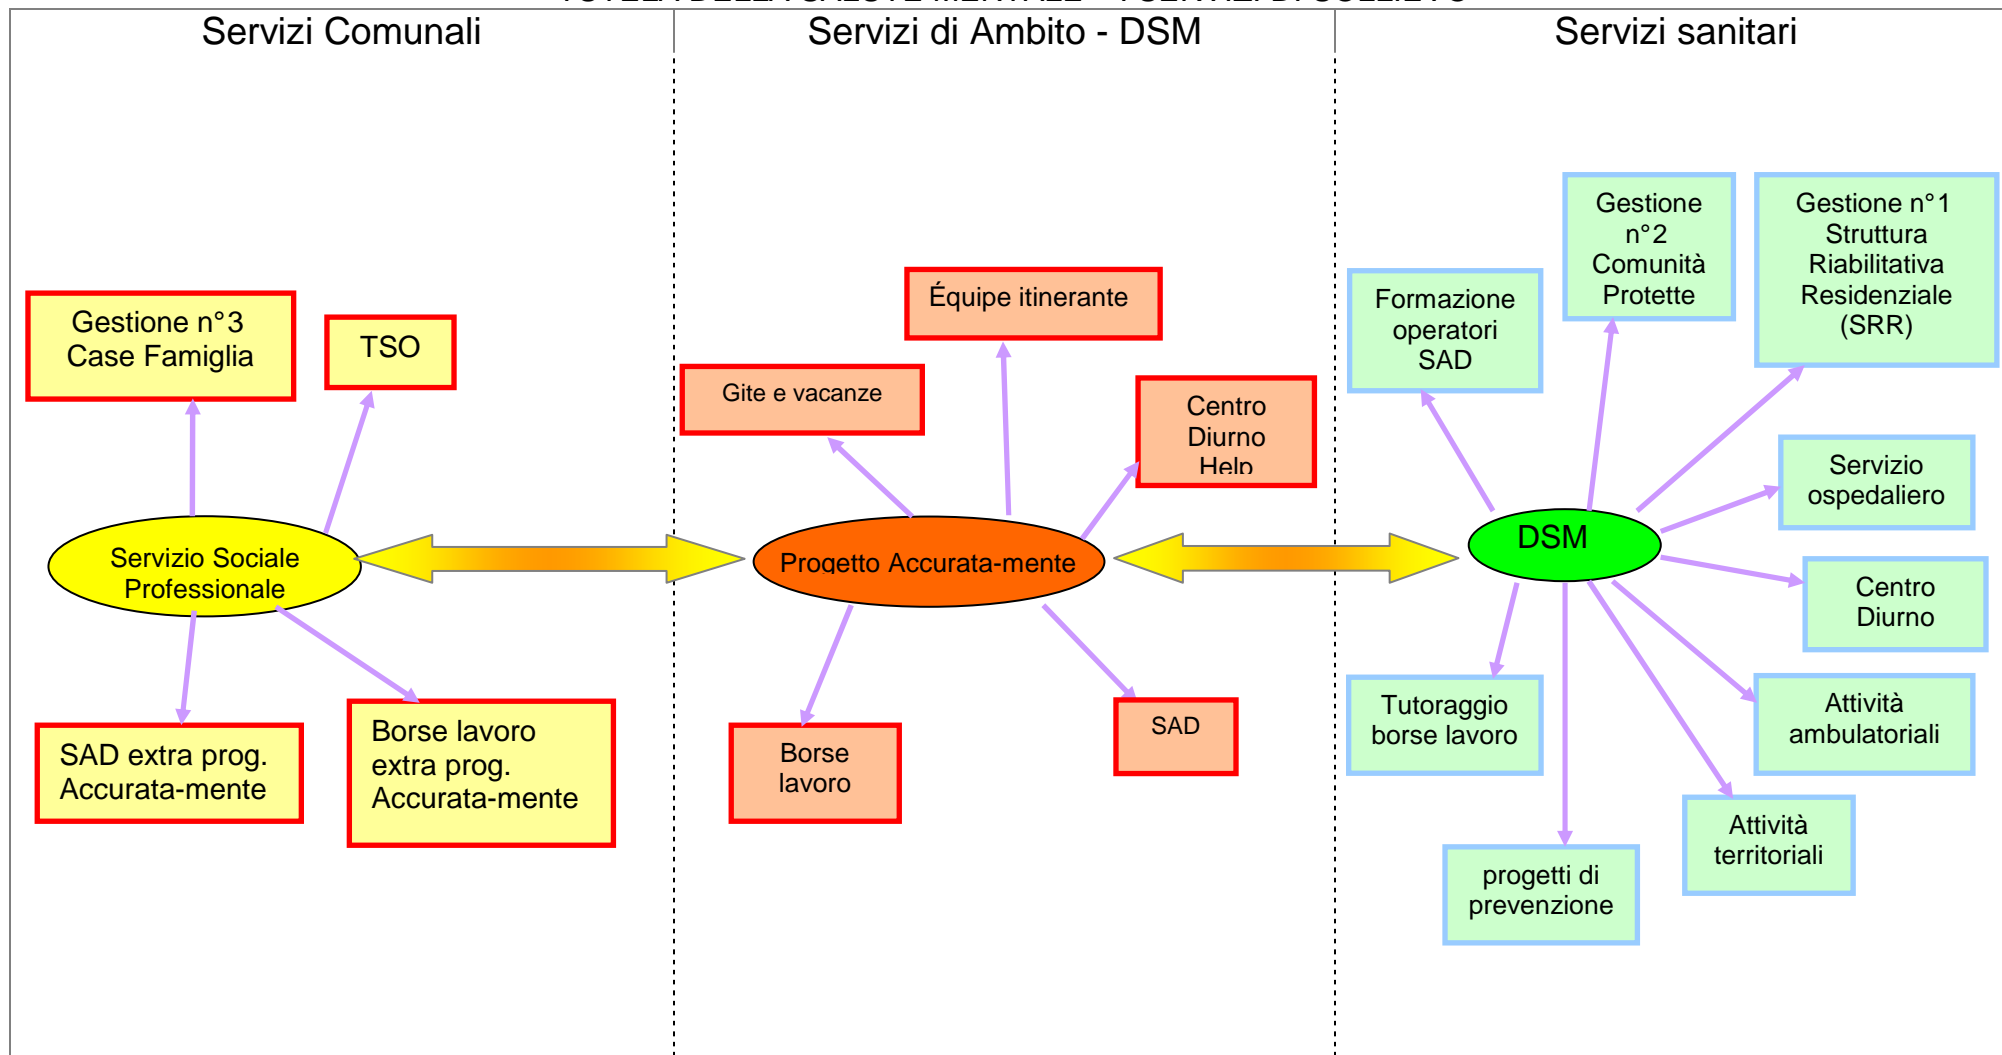 Servizi Comunali
Servizi di Ambito - DSM
Servizi sanitari
Gestione n°3
Case Famiglia
TSO
Servizio Sociale
Professionale
SAD extra prog.
Accurata-mente
Borse lavoro
extra prog.
Accurata-mente
Équipe itinerante
Gite e vacanze
Centro
Diurno
Help
Progetto Accurata-mente
Borse
lavoro
SAD
Gestione
n°2
Comunità
Protette
Gestione n°1
Struttura
Riabilitativa
Residenziale
(SRR)
Formazione
operatori
SAD
Servizio
ospedaliero
DSM
Centro
Diurno
Tutoraggio
borse lavoro
Attività
ambulatoriali
Attività
territoriali
progetti di
prevenzione